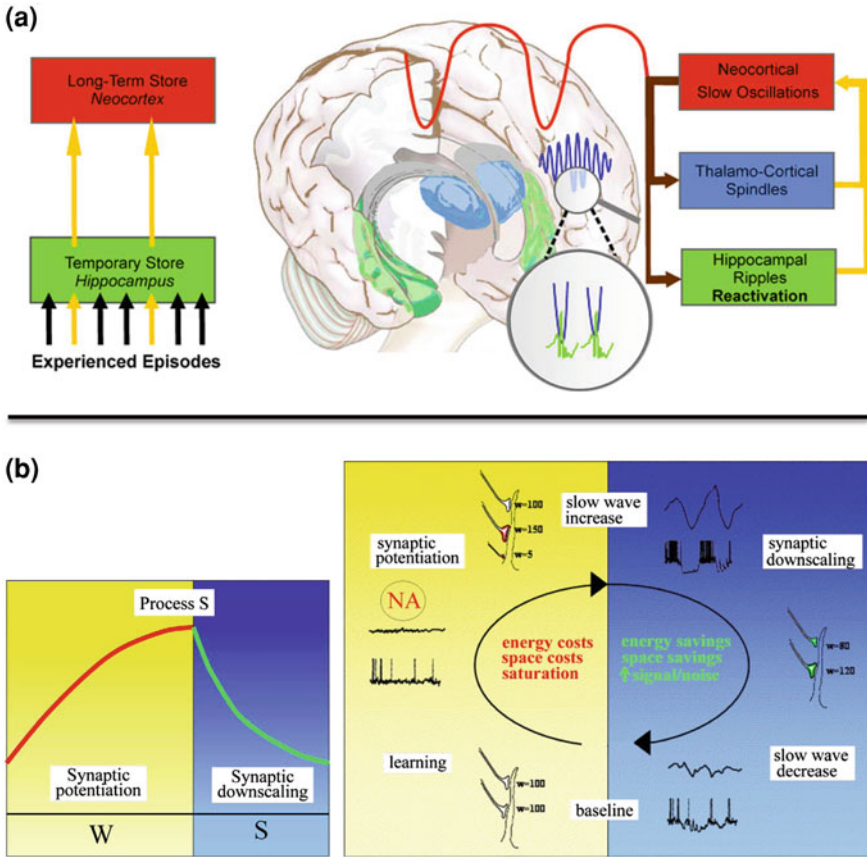 (a)
Long-Term Store
Neocortex
Temporary Store
Hippocampus
Experienced Episodes
Neocortical
Slow Oscillations
Thalamo-Cortical
Spindles
Hippocampal
Ripples
Reactivation
(b)
Process S
Synaptic
potentiation
Synaptic
downscaling
W
S
w=100
w=150
w=5
slow wave
increase
synaptic
potentiation
synaptic
downscaling
NA
energy costs
space costs
saturation
energy savings
space savings
↑signal/noise
w=80
w=120
learning
slow wave
decrease
w=100
w=100
baseline